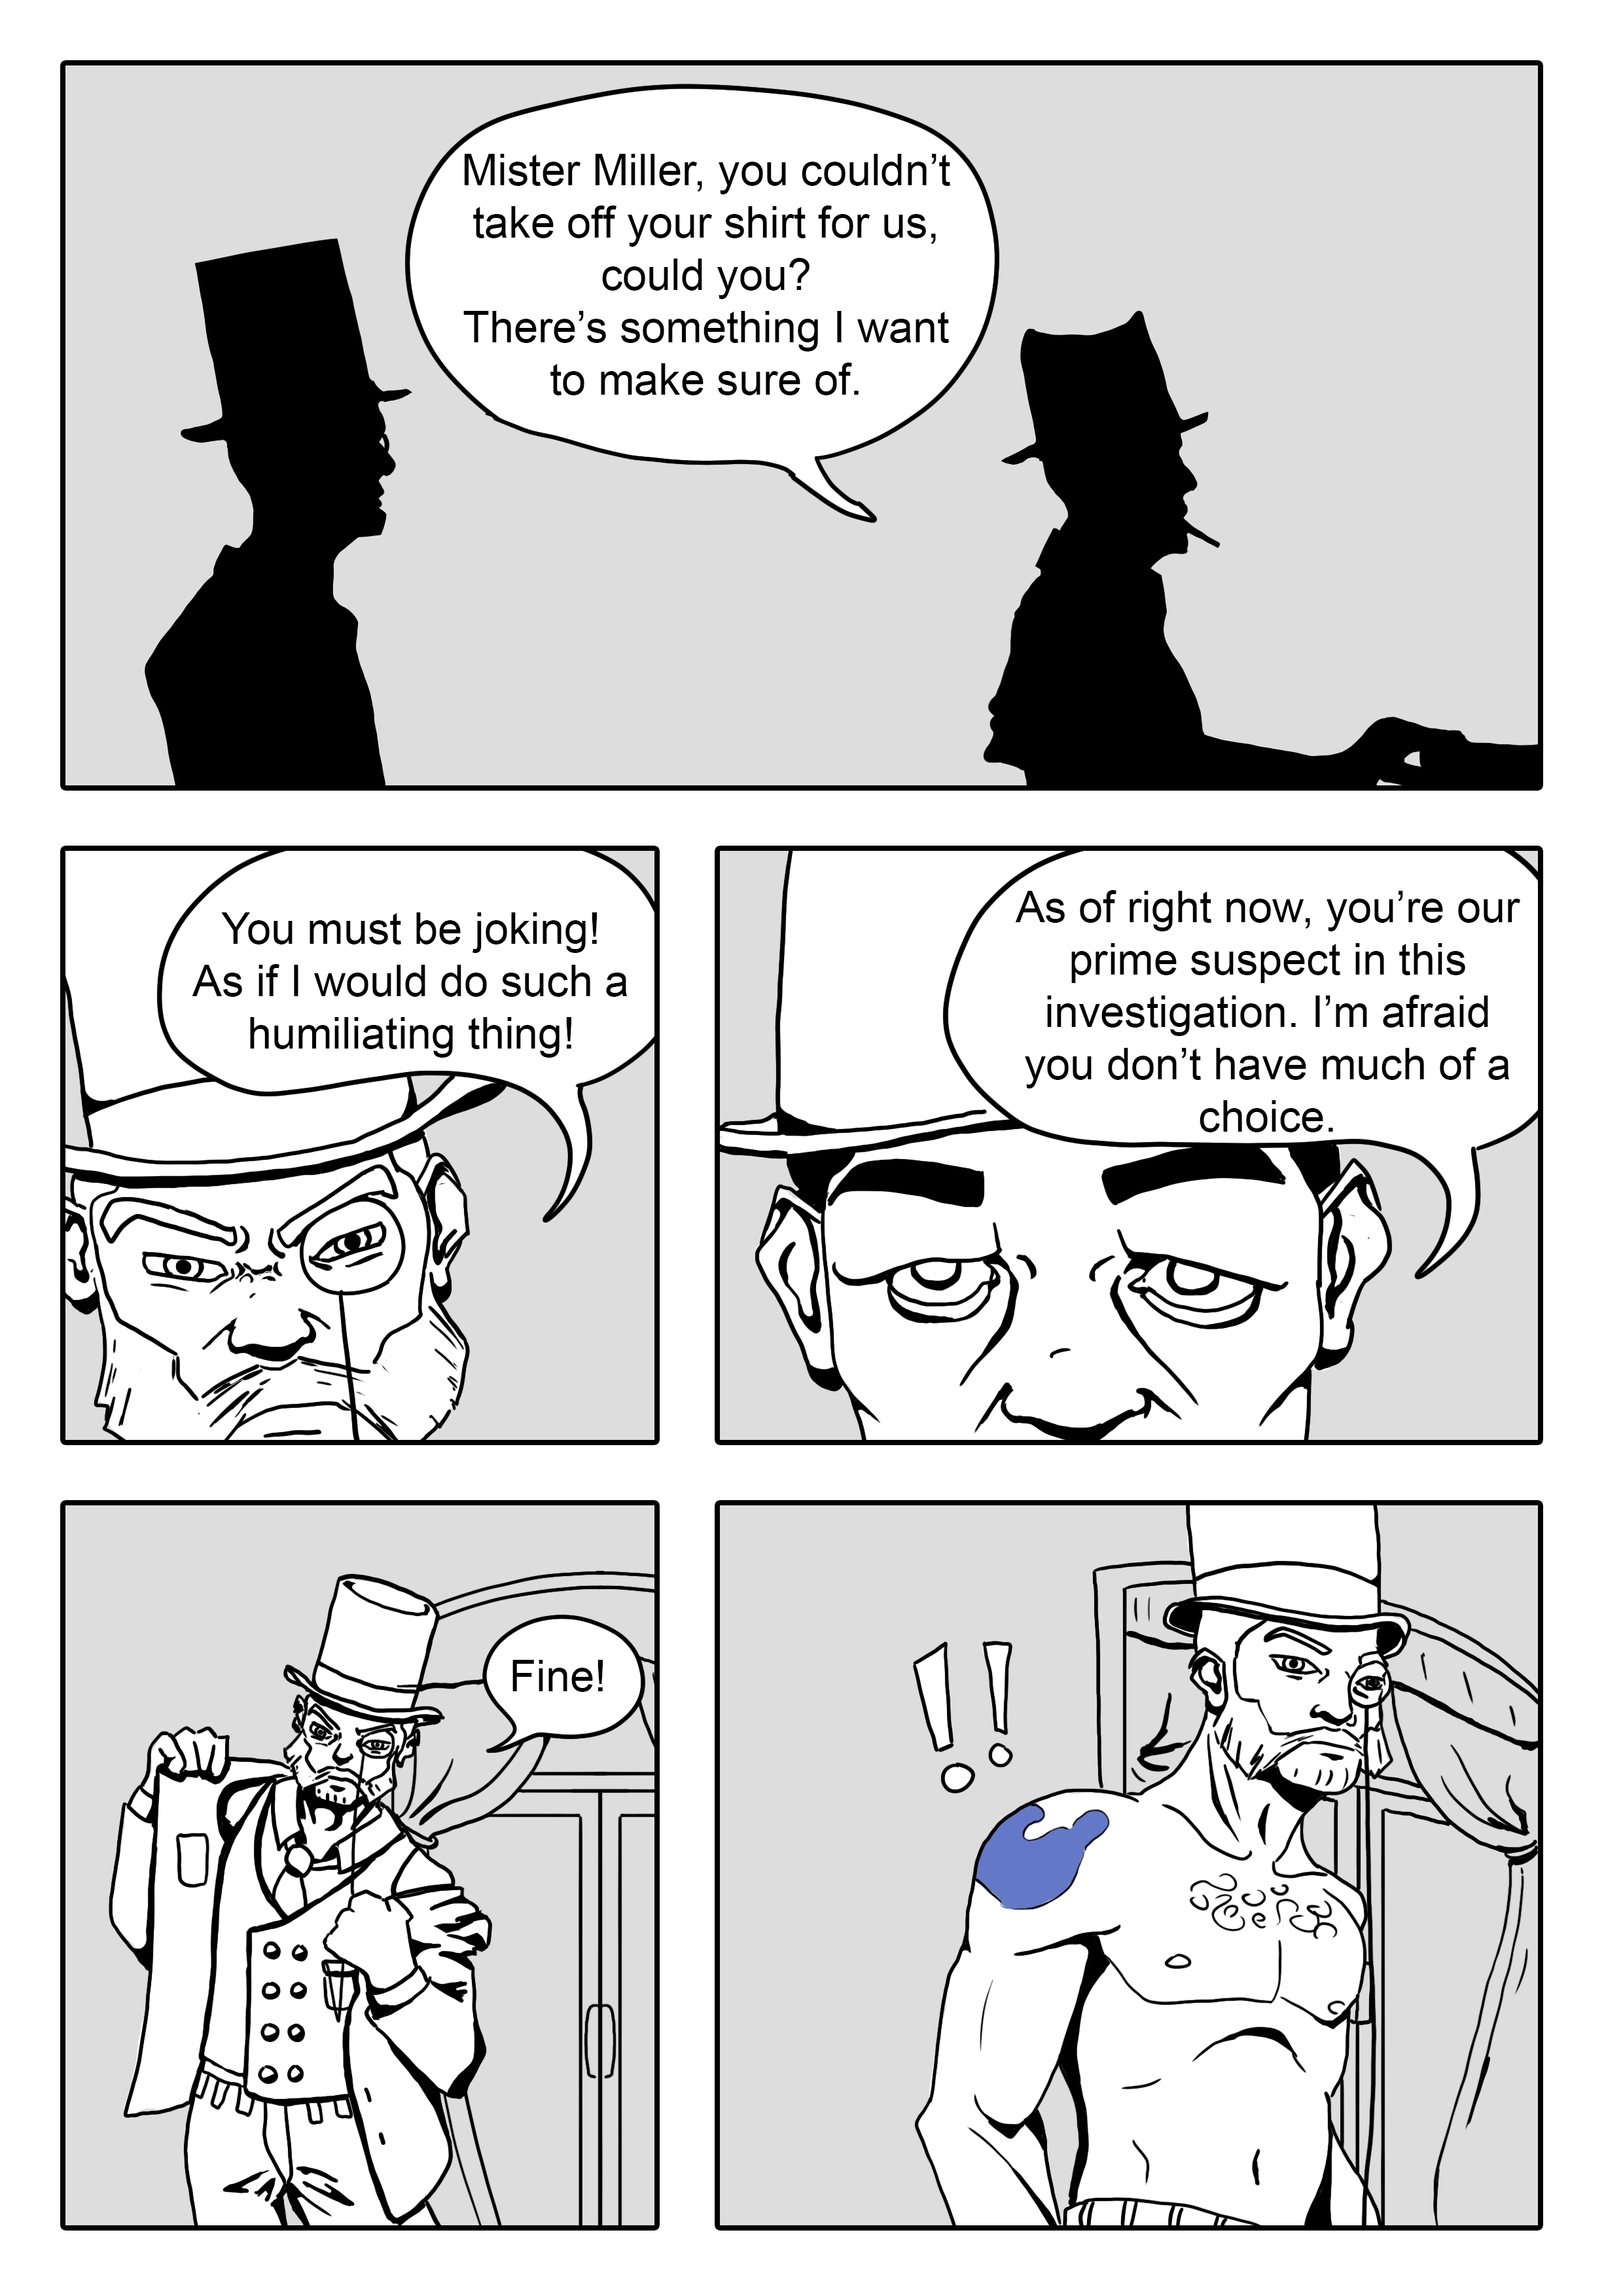 Mister Miller, you couldn’t
take off your shirt for us,
could you?
There’s something I want
to make sure of.
You must be joking!
As if I would do such a
humiliating thing!
As of right now, you’re our
prime suspect in this
investigation. I’m afraid
you don’t have much of a
choice.
Fine!
!!